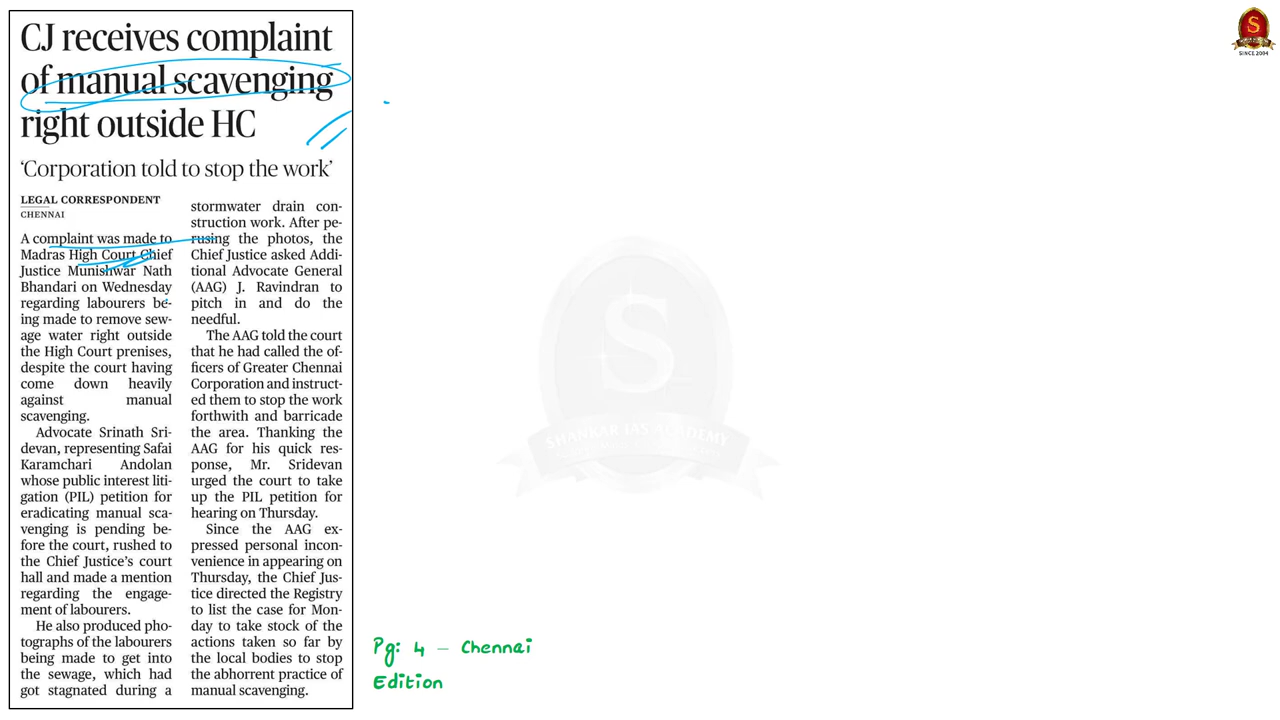 CJ receives complaint
of manual scavenging
right outside HC
‘Corporation told to stop the work’
LEGAL CORRESPONDENT
CHENNAI
A complaint was made to
Madras High Court Chief
Justice Munishwar Nath
Bhandari on Wednesday
regarding labourers be-
ing made to remove sew-
age water right outside
the High Court prenises,
despite the court having
come down heavily
against manual
scavenging.
Advocate Srinath Sri-
devan, representing Safai
Karamchari Andolan
whose public interest liti-
gation (PIL) petition for
eradicating manual sca-
venging is pending be-
fore the court, rushed to
the Chief Justice’s court
hall and made a mention
regarding the engage-
ment of labourers.
He also produced pho-
tographs of the labourers
being made to get into
the sewage, which had
got stagnated during a
stormwater drain con-
struction work. After pe-
rusing the photos, the
Chief Justice asked Addi-
tional Advocate General
(AAG) J. Ravindran to
pitch in and do the
needful.
The AAG told the court
that he had called the of-
ficers of Greater Chennai
Corporation and instruct-
ed them to stop the work
forthwith and barricade
the area. Thanking the
AAG for his quick res-
ponse, Mr. Sridevan
urged the court to take
up the PIL petition for
hearing on Thursday.
Since the AAG ex-
pressed personal incon-
venience in appearing on
Thursday, the Chief Jus-
tice directed the Registry
to list the case for Mon-
day to take stock of the
actions taken so far by
the local bodies to stop
the abhorrent practice of
manual scavenging.
Pg: 4 – Chennai
Edition
S
SHANKAR IAS ACADEMY
S
SINCE 2004